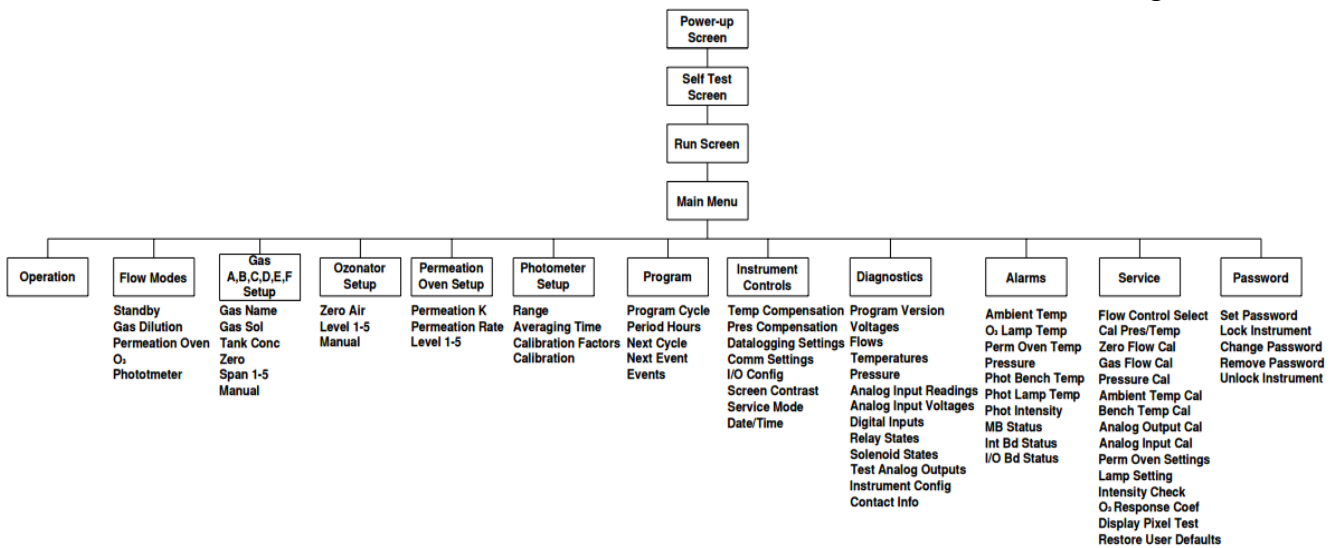 Power-up
Screen
Self Test
Screen
Run Screen
Main Menu
Operation
Flow Modes
Standby
Gas Dilution
Permeation Oven
O₃
Phototmeter
Gas
A,B,C,D,E,F
Setup
Gas Name
Gas Sol
Tank Conc
Zero
Span 1-5
Manual
Ozonator
Setup
Zero Air
Level 1-5
Manual
Permeation
Oven Setup
Permeation K
Permeation Rate
Level 1-5
Photometer
Setup
Range
Averaging Time
Calibration Factors
Calibration
Program
Program Cycle
Period Hours
Next Cycle
Next Event
Events
Instrument
Controls
Temp Compensation
Pres Compensation
Datalogging Settings
Comm Settings
I/O Config
Screen Contrast
Service Mode
Date/Time
Diagnostics
Program Version
Voltages
Flows
Temperatures
Pressure
Analog Input Readings
Analog Input Voltages
Digital Inputs
Relay States
Solenoid States
Test Analog Outputs
Instrument Config
Contact Info
Alarms
Ambient Temp
O₃ Lamp Temp
Perm Oven Temp
Pressure
Phot Bench Temp
Phot Lamp Temp
Phot Intensity
MB Status
Int Bd Status
I/O Bd Status
Service
Flow Control Select
Cal Pres/Temp
Zero Flow Cal
Gas Flow Cal
Pressure Cal
Ambient Temp Cal
Bench Temp Cal
Analog Output Cal
Analog Input Cal
Perm Oven Settings
Lamp Setting
Intensity Check
O₃ Response Coef
Display Pixel Test
Restore User Defaults
Password
Set Password
Lock Instrument
Change Password
Remove Password
Unlock Instrument